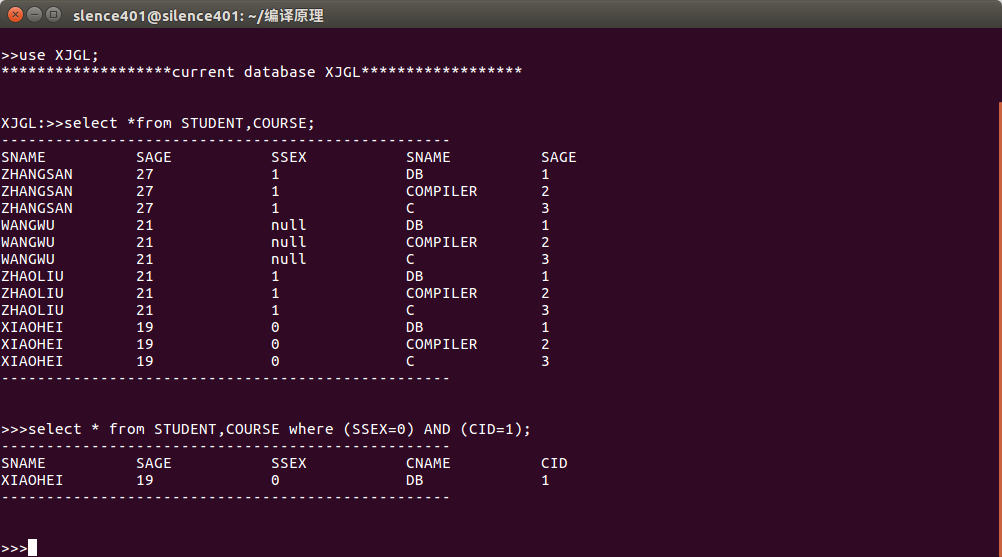 slence401@silence401: ~/编译原理
>>use XJGL;
*******************current database XJGL******************
XJGL:>>select *from STUDENT,COURSE;
--------------------------------------------------
SNAME SAGE SSEX SNAME SAGE
ZHANGSAN 27 1 DB 1
ZHANGSAN 27 1 COMPILER 2
ZHANGSAN 27 1 C 3
WANGWU 21 null DB 1
WANGWU 21 null COMPILER 2
WANGWU 21 null C 3
ZHAOLIU 21 1 DB 1
ZHAOLIU 21 1 COMPILER 2
ZHAOLIU 21 1 C 3
XIAOHEI 19 0 DB 1
XIAOHEI 19 0 COMPILER 2
XIAOHEI 19 0 C 3
--------------------------------------------------
>>>select * from STUDENT,COURSE where (SSEX=0) AND (CID=1);
--------------------------------------------------
SNAME SAGE SSEX CNAME CID
XIAOHEI 19 0 DB 1
--------------------------------------------------
>>>